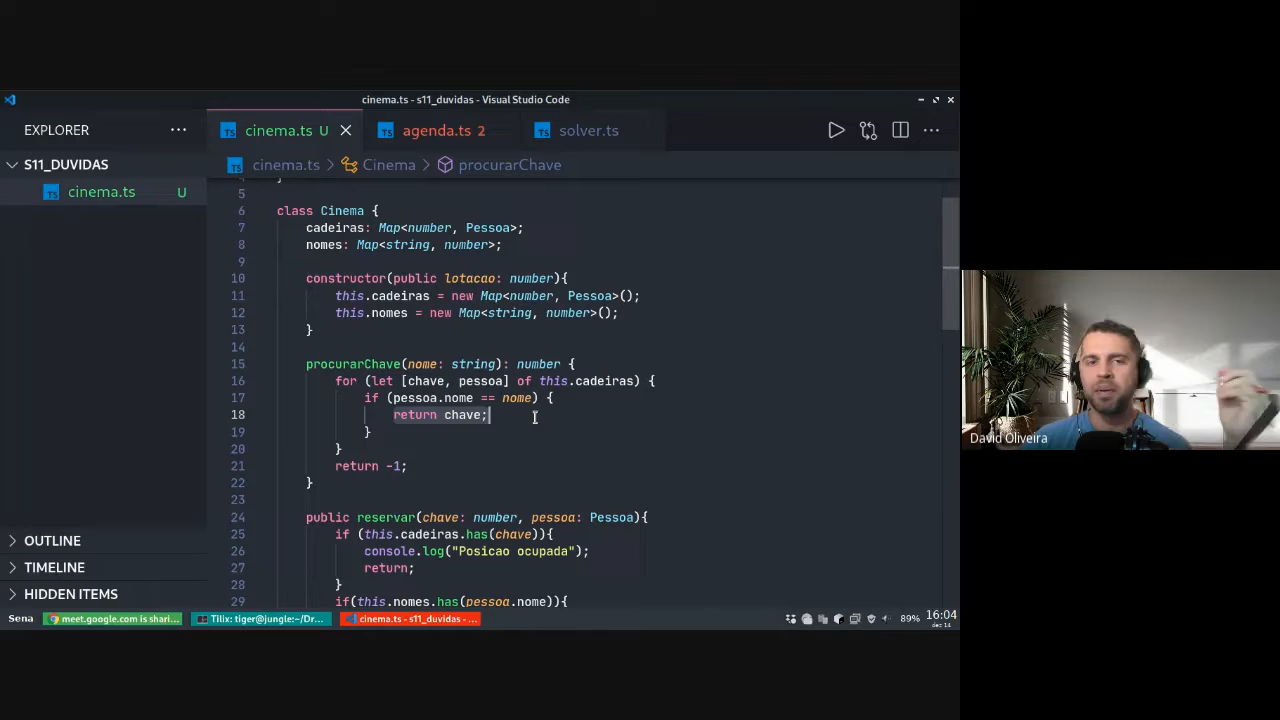 cinema.ts - s11_duvidas - Visual Studio Code
EXPLORER
cinema.ts U
agenda.ts 2
solver.ts
S11_DUVIDAS
cinema.ts > Cinema > procurarChave
cinema.ts U
5 }
6 class Cinema {
7 cadeiras: Map<number, Pessoa>;
8 nomes: Map<string, number>;
9
10 constructor(public lotacao: number){
11 this.cadeiras = new Map<number, Pessoa>();
12 this.nomes = new Map<string, number>();
13 }
14
15 procurarChave(nome: string): number {
16 for (let [chave, pessoa] of this.cadeiras) {
17 if (pessoa.nome == nome) {
18 return chave;
19 }
20 }
21 return -1;
22 }
23
24 public reservar(chave: number, pessoa: Pessoa){
25 if (this.cadeiras.has(chave)){
26 console.log("Posicao ocupada");
27 return;
28 }
29 if(this.nomes.has(pessoa.nome)){
OUTLINE
TIMELINE
HIDDEN ITEMS
Sena
meet.google.com is shari...
Tilix: tiger@jungle:~/Dr...
cinema.ts - s11_duvidas - ...
89%
16:04
dez 14
David Oliveira